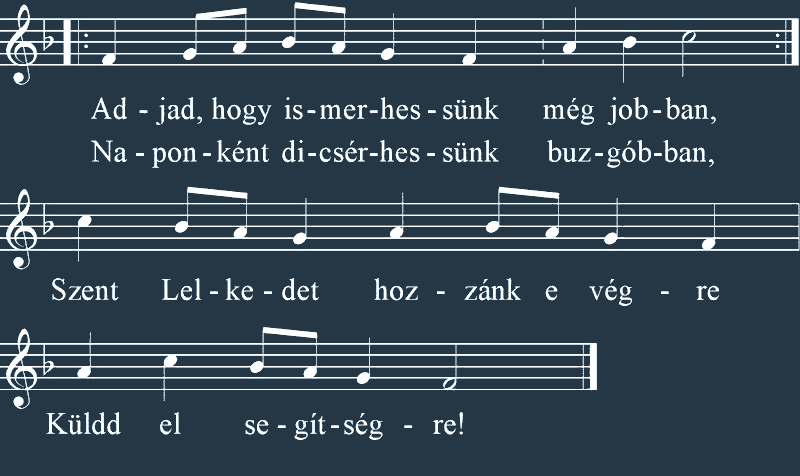 Ad - jad, hogy is - mer - hes - sünk még job - ban,
Na - pon - ként di - csér - hes - sünk buz - gób - ban,
Szent Lel - ke - det hoz - zánk e vég - re
Küldd el se - gít - ség - re!